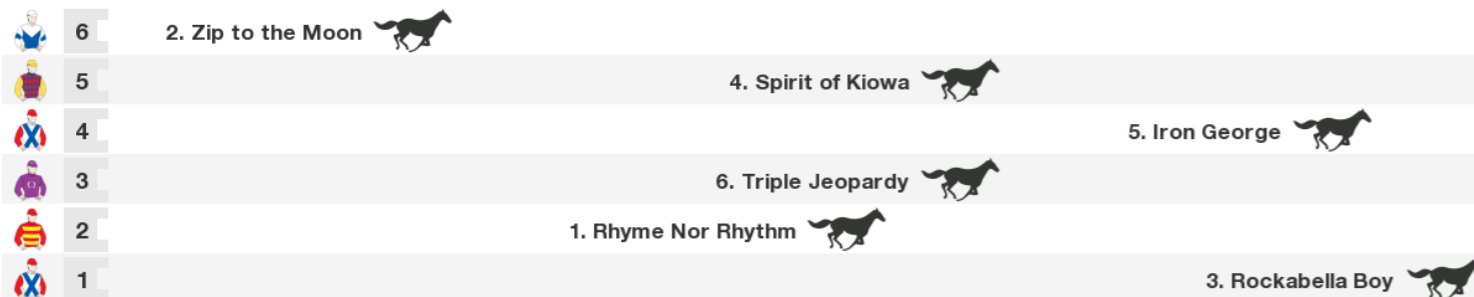 6 2. Zip to the Moon
5 4. Spirit of Kiowa
4 5. Iron George
3 6. Triple Jeopardy
2 1. Rhyme Nor Rhythm
1 3. Rockabella Boy